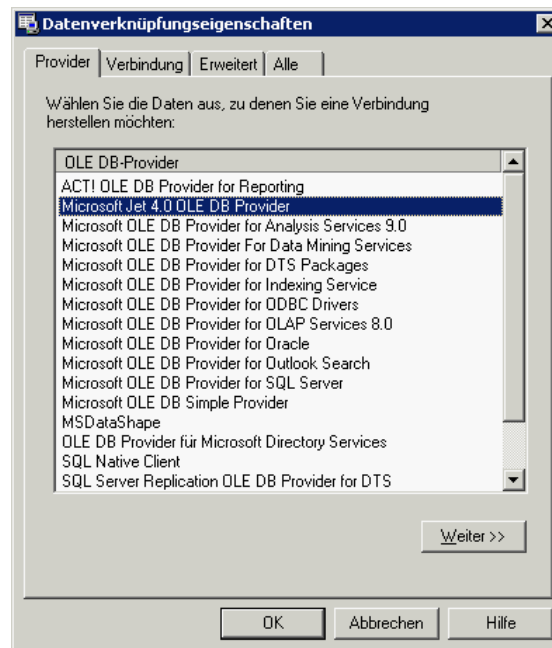 Datenverknüpfungseigenschaften
Provider Verbindung Erweitert Alle
Wählen Sie die Daten aus, zu denen Sie eine Verbindung
herstellen möchten:
OLE DB-Provider
ACT! OLE DB Provider for Reporting
Microsoft Jet 4.0 OLE DB Provider
Microsoft OLE DB Provider for Analysis Services 9.0
Microsoft OLE DB Provider For Data Mining Services
Microsoft OLE DB Provider for DTS Packages
Microsoft OLE DB Provider for Indexing Service
Microsoft OLE DB Provider for ODBC Drivers
Microsoft OLE DB Provider for OLAP Services 8.0
Microsoft OLE DB Provider for Oracle
Microsoft OLE DB Provider for Outlook Search
Microsoft OLE DB Provider for SQL Server
Microsoft OLE DB Simple Provider
MSDataShape
OLE DB Provider für Microsoft Directory Services
SQL Native Client
SQL Server Replication OLE DB Provider for DTS
Weiter >>
OK Abbrechen Hilfe